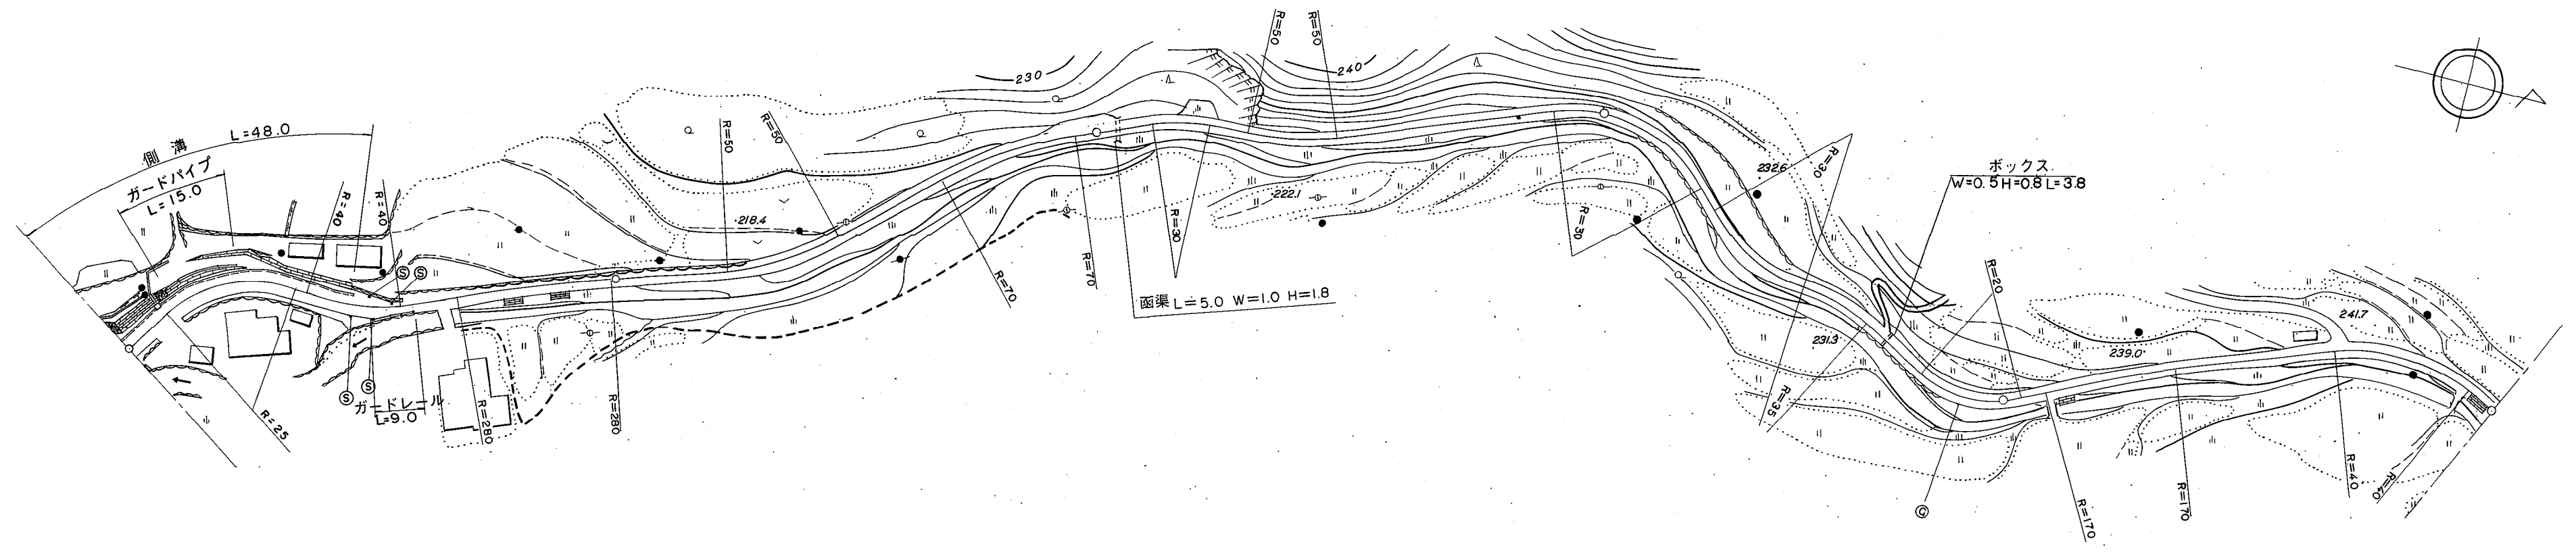 側溝 L=48.0
ガードパイプ
L=15.0
R=40
R=40
R=25
Ⓢ
Ⓢ
Ⓢ
Ⓢ
ガードレール
L=9.0
R=280
R=280
R=50
R=50
218.4
230
R=70
R=70
R=30
函渠 L=5.0 W=1.0 H=1.8
R=50
R=50
240
222.1
R=30
232.6
R=30
ボックス
W=0.5 H=0.8 L=3.8
231.3
R=35
R=20
Ⓖ
239.0
241.7
R=170
R=170
R=40
R=40